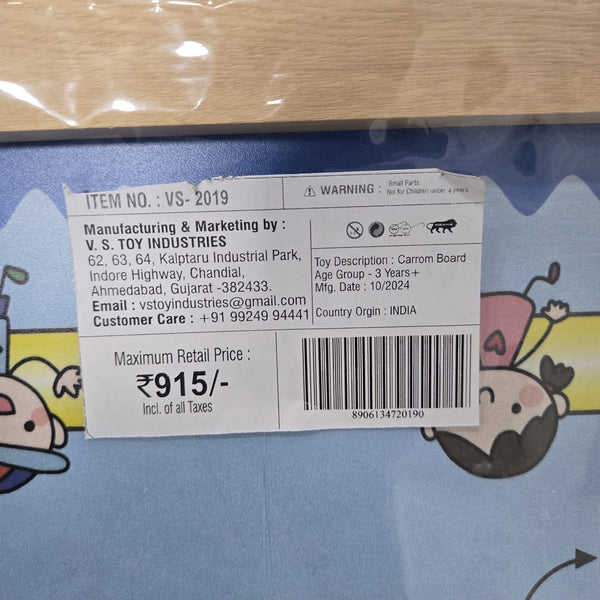 ITEM NO. : VS- 2019
WARNING : Small Parts.
Not for Children under 4 years
Manufacturing & Marketing by :
V. S. TOY INDUSTRIES
62, 63, 64, Kalptaru Industrial Park,
Indore Highway, Chandial,
Ahmedabad, Gujarat -382433.
Email : vstoyindustries@gmail.com
Customer Care : +91 99249 94441
Toy Description : Carrom Board
Age Group - 3 Years +
Mfg. Date : 10/2024
Country Orgin : INDIA
Maximum Retail Price :
₹915/-
Incl. of all Taxes
8906134720190